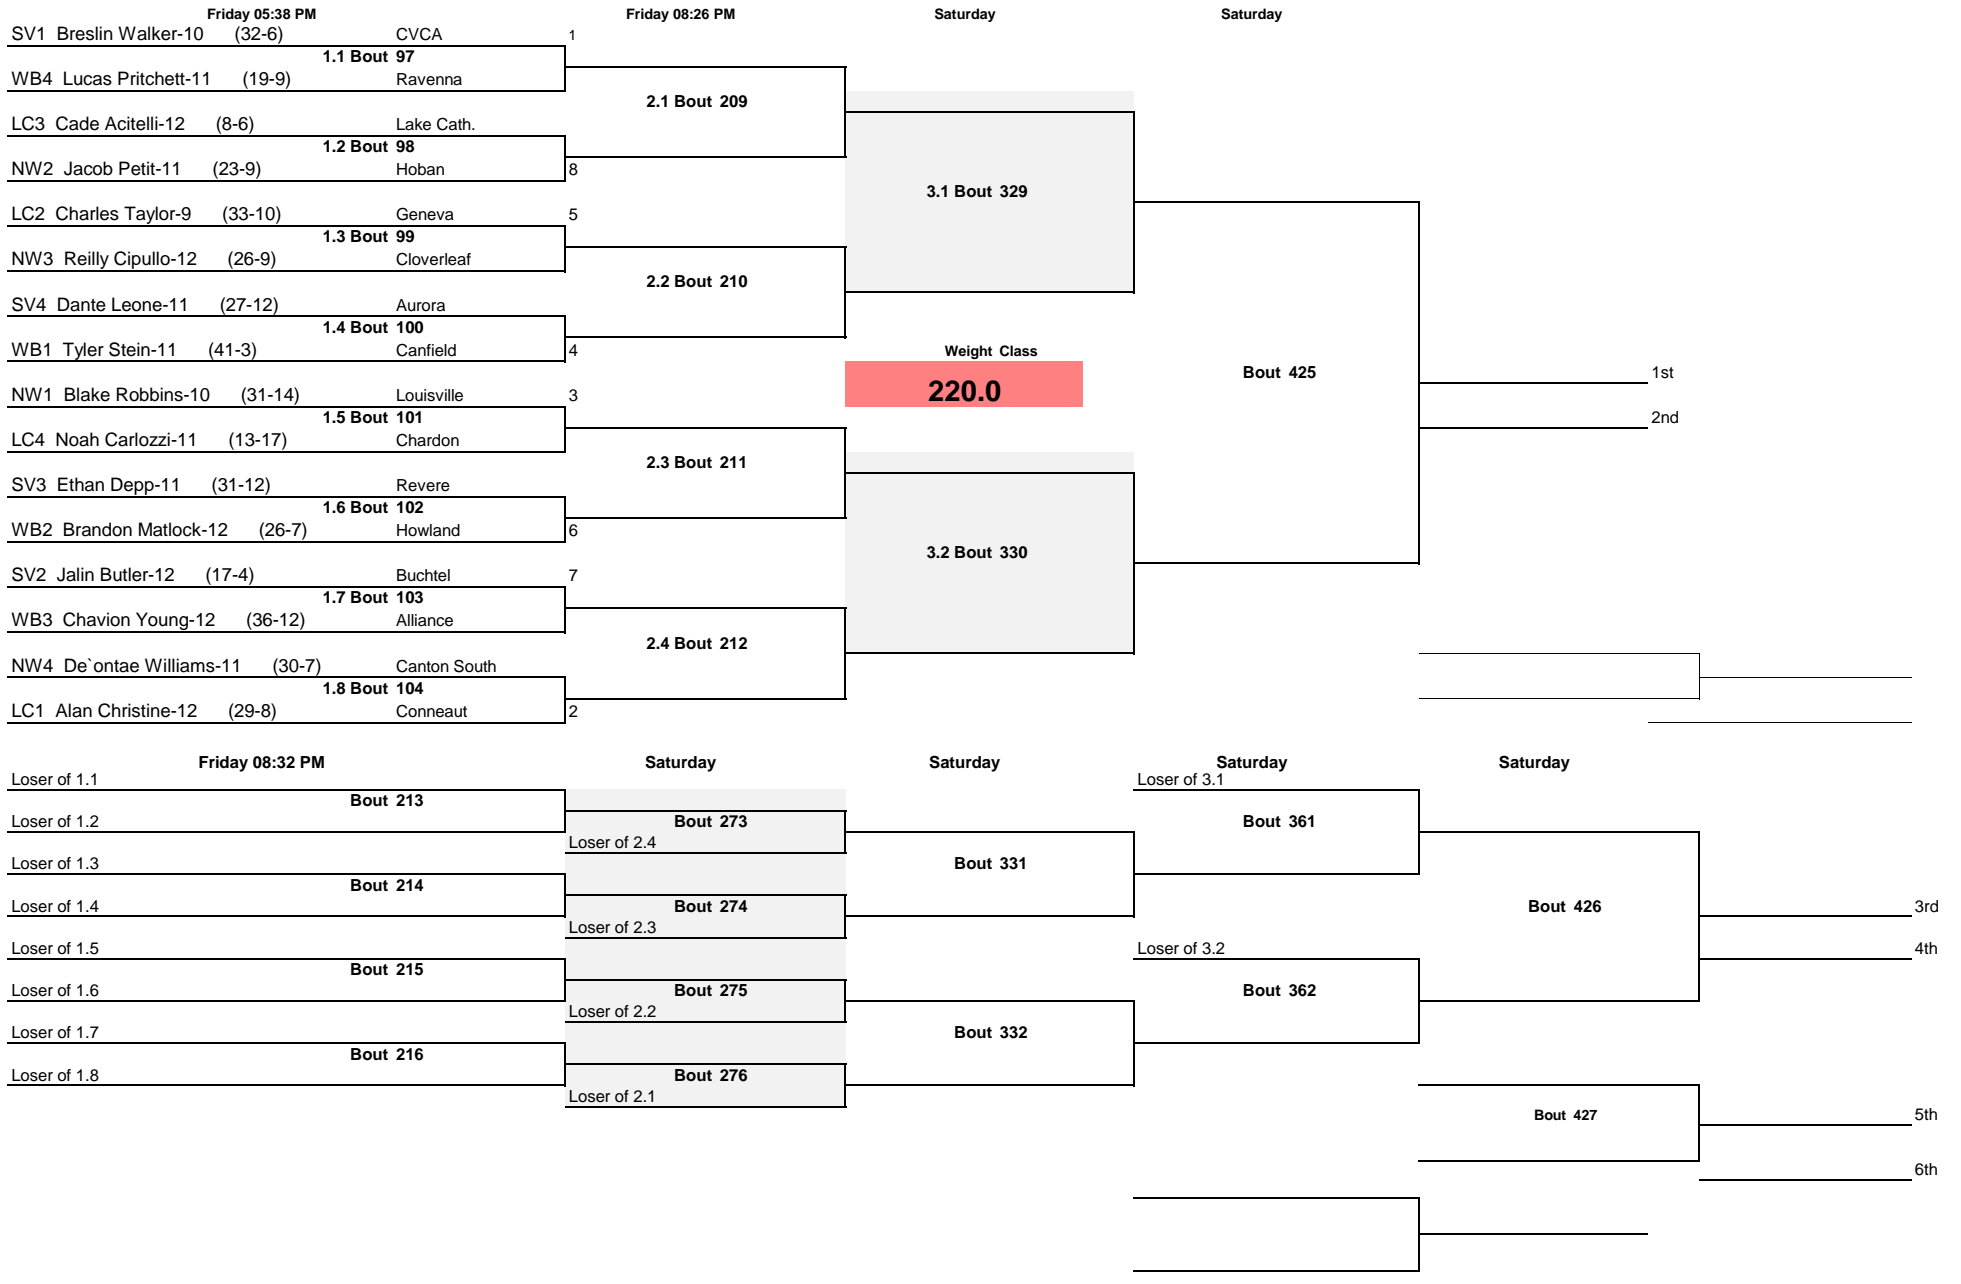 Friday 05:38 PM Friday 08:26 PM Saturday Saturday
SV1 Breslin Walker-10 (32-6) CVCA 1
1.1 Bout 97
WB4 Lucas Pritchett-11 (19-9) Ravenna
2.1 Bout 209
LC3 Cade Acitelli-12 (8-6) Lake Cath.
1.2 Bout 98
NW2 Jacob Petit-11 (23-9) Hoban 8
3.1 Bout 329
LC2 Charles Taylor-9 (33-10) Geneva 5
1.3 Bout 99
NW3 Reilly Cipullo-12 (26-9) Cloverleaf
2.2 Bout 210
SV4 Dante Leone-11 (27-12) Aurora
1.4 Bout 100
WB1 Tyler Stein-11 (41-3) Canfield 4 Weight Class
Bout 425 1st
220.0
NW1 Blake Robbins-10 (31-14) Louisville 3
1.5 Bout 101 2nd
LC4 Noah Carlozzi-11 (13-17) Chardon
2.3 Bout 211
SV3 Ethan Depp-11 (31-12) Revere
1.6 Bout 102
WB2 Brandon Matlock-12 (26-7) Howland 6
3.2 Bout 330
SV2 Jalin Butler-12 (17-4) Buchtel 7
1.7 Bout 103
WB3 Chavion Young-12 (36-12) Alliance
2.4 Bout 212
NW4 De`ontae Williams-11 (30-7) Canton South
1.8 Bout 104
LC1 Alan Christine-12 (29-8) Conneaut 2
Friday 08:32 PM Saturday Saturday Saturday Saturday
Loser of 1.1 Loser of 3.1
Bout 213
Loser of 1.2 Bout 273 Bout 361
Loser of 2.4
Loser of 1.3 Bout 331
Bout 214
Loser of 1.4 Bout 274 Bout 426 3rd
Loser of 2.3
Loser of 1.5 Loser of 3.2 4th
Bout 215
Loser of 1.6 Bout 275 Bout 362
Loser of 2.2
Loser of 1.7 Bout 332
Bout 216
Loser of 1.8 Bout 276
Loser of 2.1
Bout 427 5th
6th